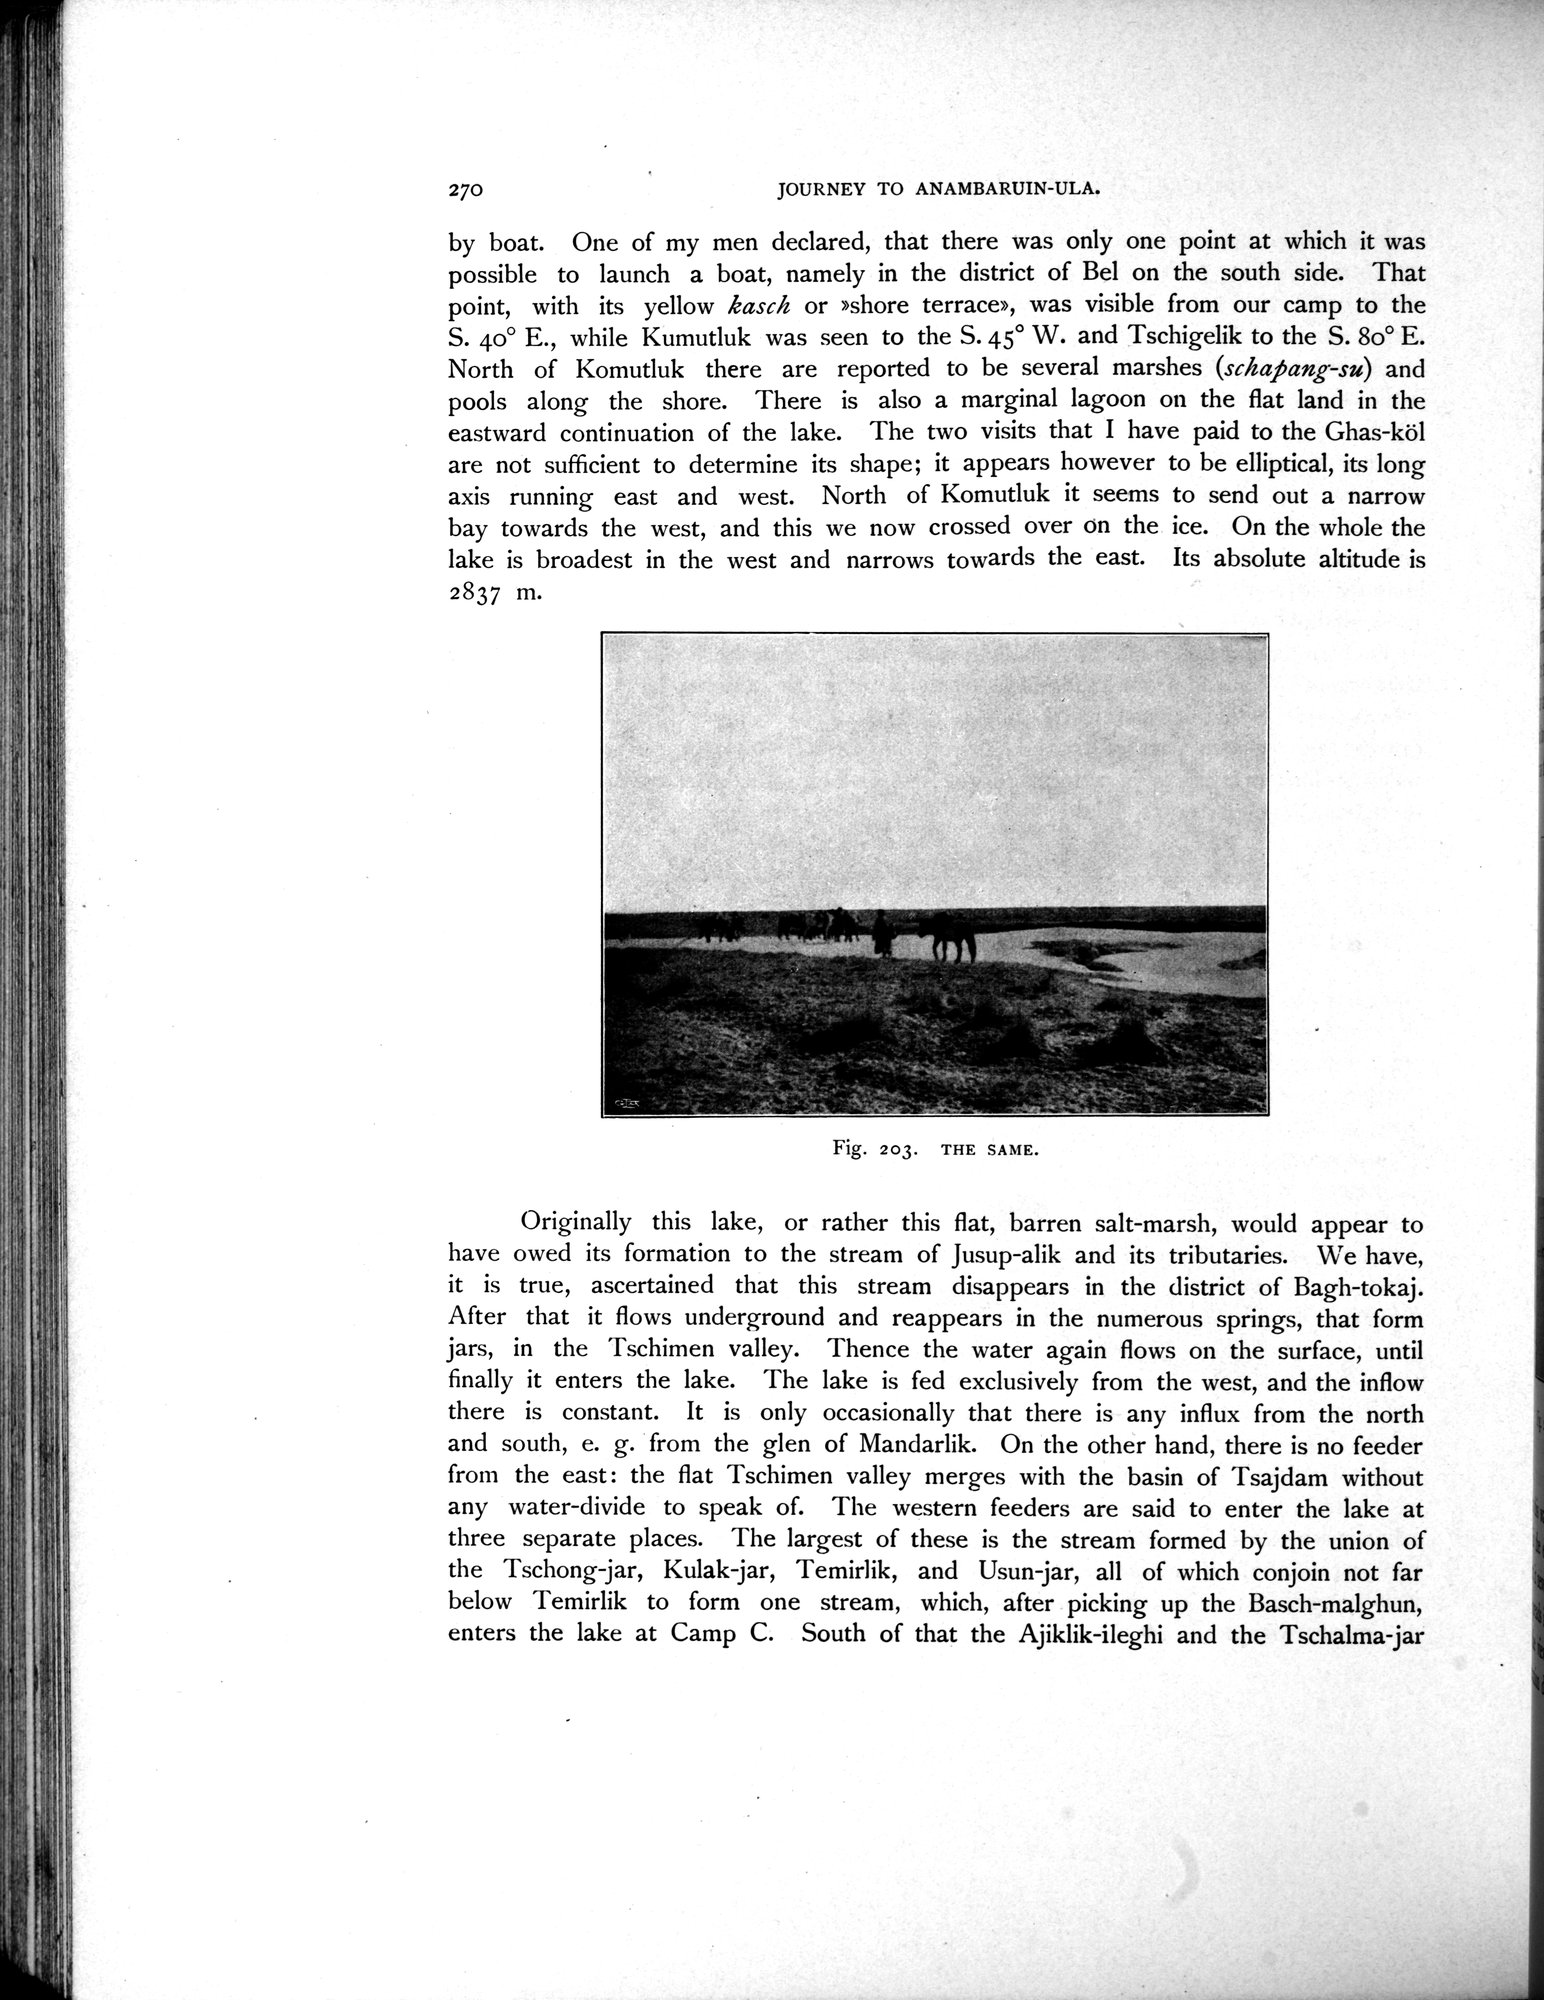 270 JOURNEY TO ANAMBARUIN-ULA.
by boat. One of my men declared, that there was only one point at which it was
possible to launch a boat, namely in the district of Bel on the south side. That
point, with its yellow kasch or »shore terrace», was visible from our camp to the
S. 40° E., while Kumutluk was seen to the S. 45° W. and Tschigelik to the S. 80° E.
North of Komutluk there are reported to be several marshes (schapang-su) and
pools along the shore. There is also a marginal lagoon on the flat land in the
eastward continuation of the lake. The two visits that I have paid to the Ghas-köl
are not sufficient to determine its shape; it appears however to be elliptical, its long
axis running east and west. North of Komutluk it seems to send out a narrow
bay towards the west, and this we now crossed over on the ice. On the whole the
lake is broadest in the west and narrows towards the east. Its absolute altitude is
2837 m.
Fig. 203. THE SAME.
Originally this lake, or rather this flat, barren salt-marsh, would appear to
have owed its formation to the stream of Jusup-alik and its tributaries. We have,
it is true, ascertained that this stream disappears in the district of Bagh-tokaj.
After that it flows underground and reappears in the numerous springs, that form
jars, in the Tschimen valley. Thence the water again flows on the surface, until
finally it enters the lake. The lake is fed exclusively from the west, and the inflow
there is constant. It is only occasionally that there is any influx from the north
and south, e. g. from the glen of Mandarlik. On the other hand, there is no feeder
from the east: the flat Tschimen valley merges with the basin of Tsajdam without
any water-divide to speak of. The western feeders are said to enter the lake at
three separate places. The largest of these is the stream formed by the union of
the Tschong-jar, Kulak-jar, Temirlik, and Usun-jar, all of which conjoin not far
below Temirlik to form one stream, which, after picking up the Basch-malghun,
enters the lake at Camp C. South of that the Ajiklik-ileghi and the Tschalma-jar